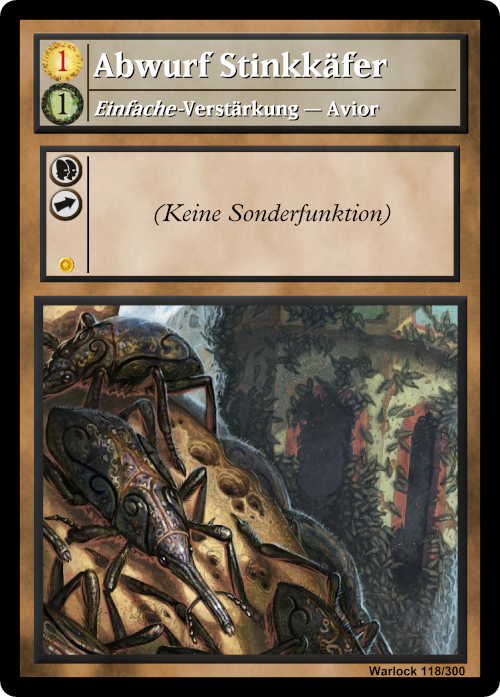 1 Abwurf Stinkkäfer
1 Einfache-Verstärkung — Avior
(Keine Sonderfunktion)
Warlock 118/300